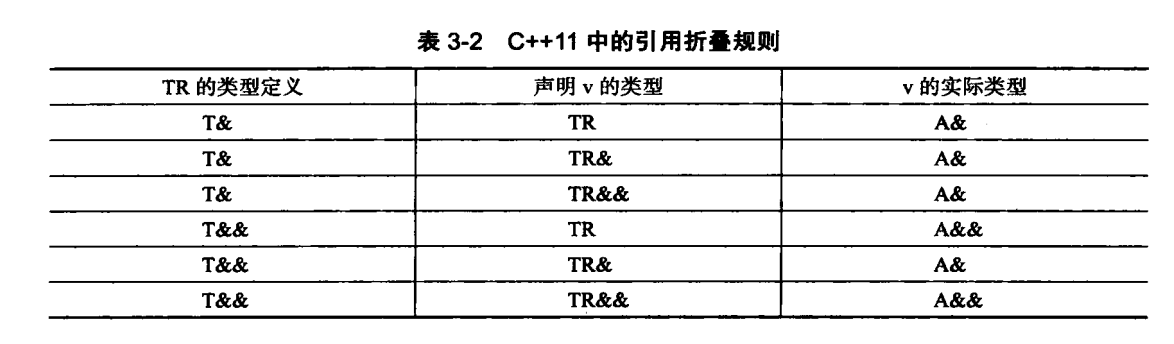 表 3-2 C++11 中的引用折叠规则
TR 的类型定义 声明 v 的类型 v 的实际类型
T& TR A&
T& TR& A&
T& TR&& A&
T&& TR A&&
T&& TR& A&
T&& TR&& A&&